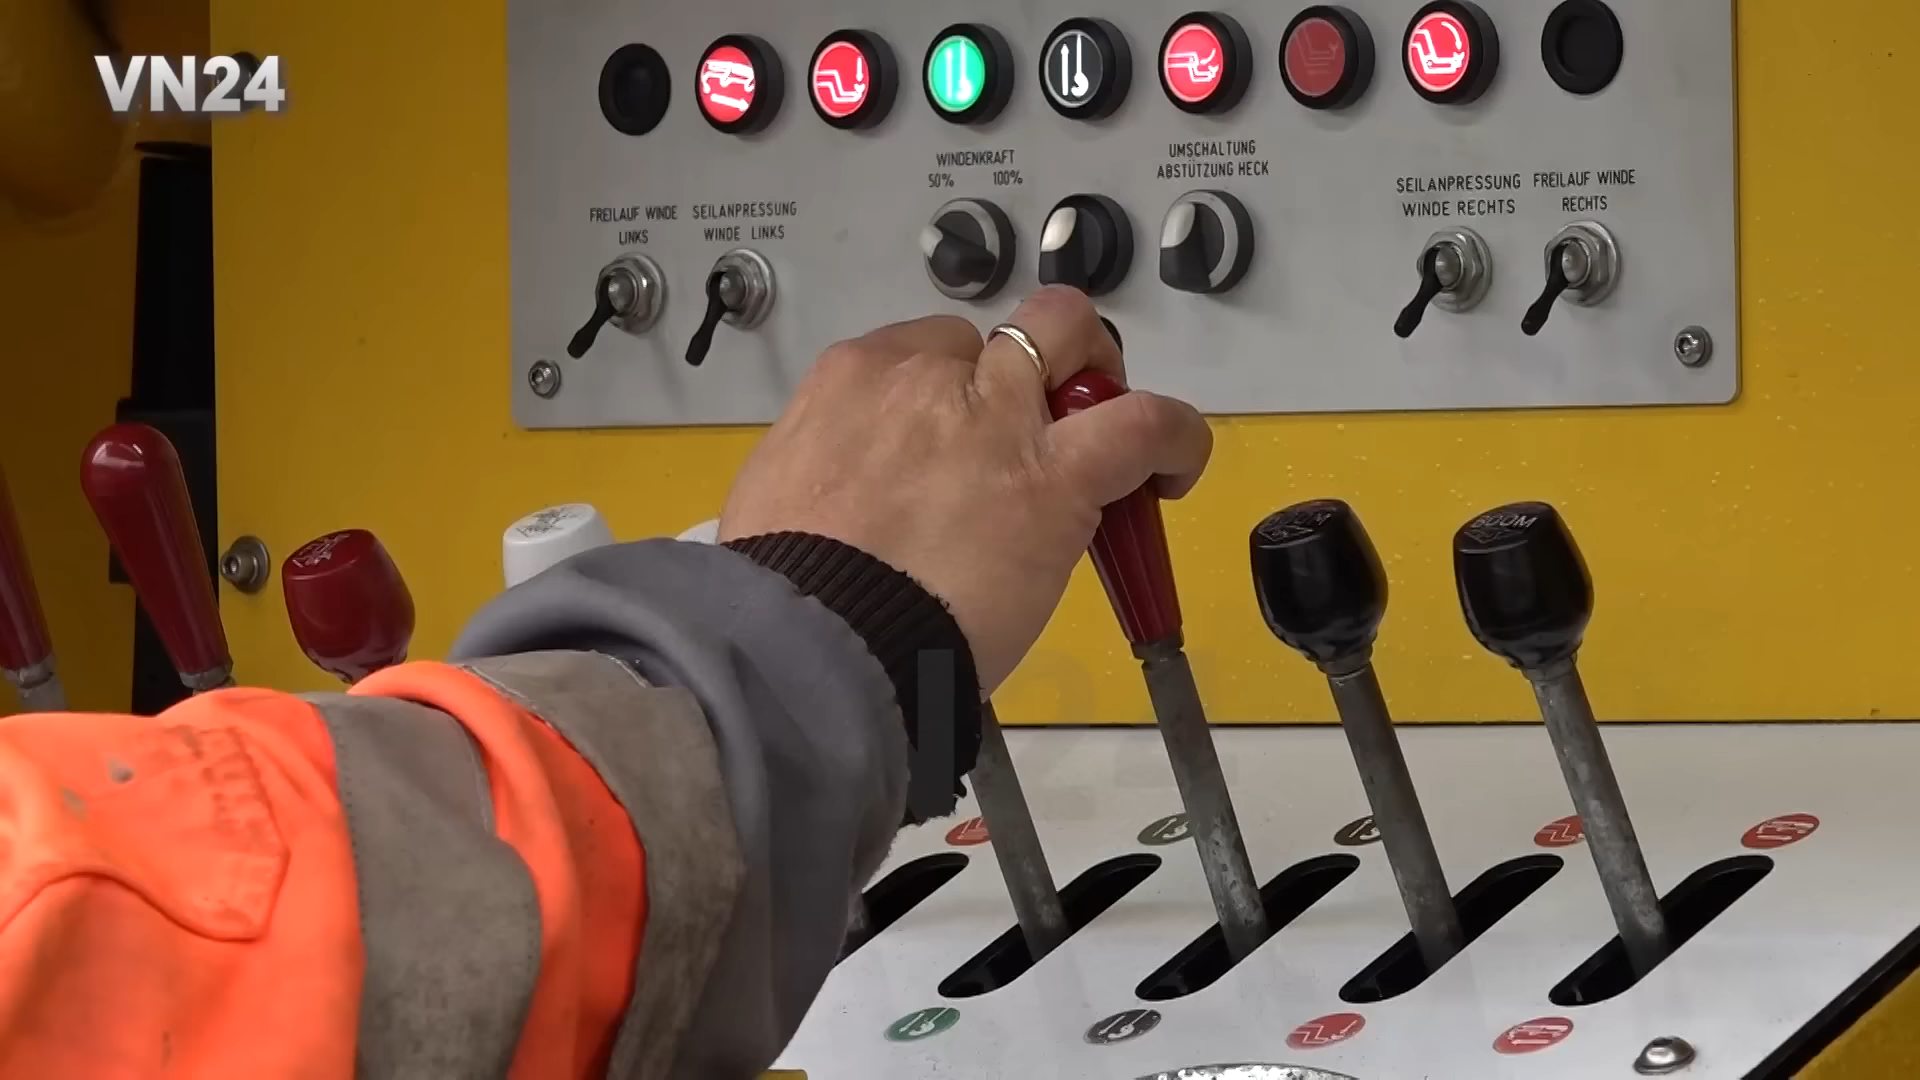 VN24
WINDENKRAFT
50% 100%
UMSCHALTUNG
ABSTÜTZUNG HECK
FREILAUF WINDE
LINKS
SEILANPRESSUNG
WINDE LINKS
SEILANPRESSUNG
WINDE RECHTS
FREILAUF WINDE
RECHTS
BOOM
BOOM